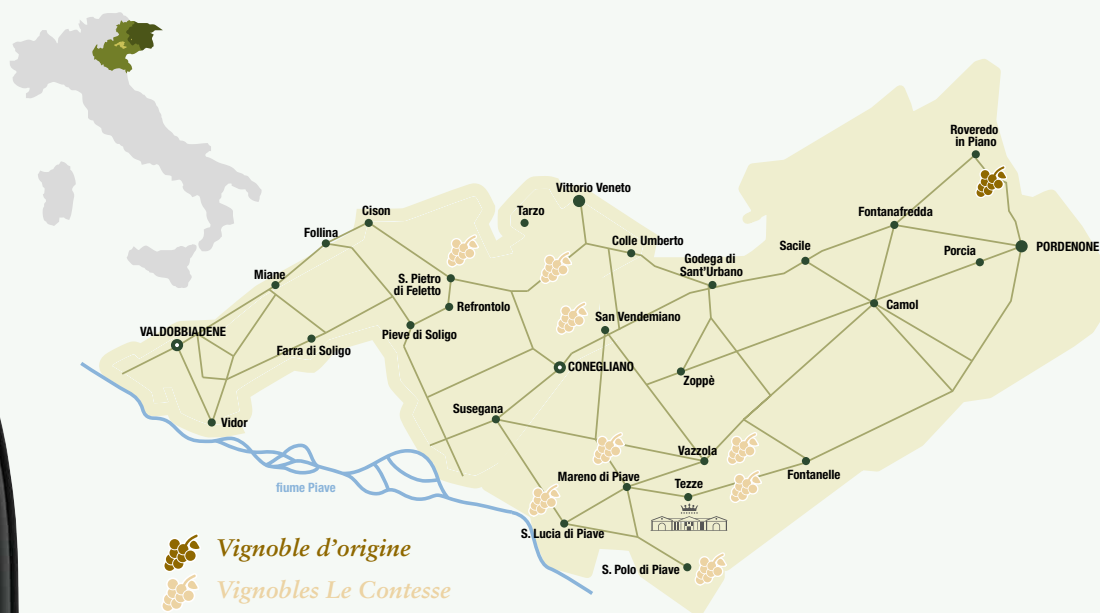 Roveredo
in Piano
Vittorio Veneto
Cison
Tarzo
Fontanafredda
Follina
Colle Umberto
Sacile
Porcia
PORDENONE
Godega di
Sant'Urbano
Miane
S. Pietro
di Feletto
Refrontolo
Camol
San Vendemiano
VALDOBBIADENE
Pieve di Soligo
Farra di Soligo
CONEGLIANO
Zoppè
Susegana
Vidor
Vazzola
Mareno di Piave
Tezze
Fontanelle
fiume Piave
S. Lucia di Piave
S. Polo di Piave
Vignoble d'origine
Vignobles Le Contesse